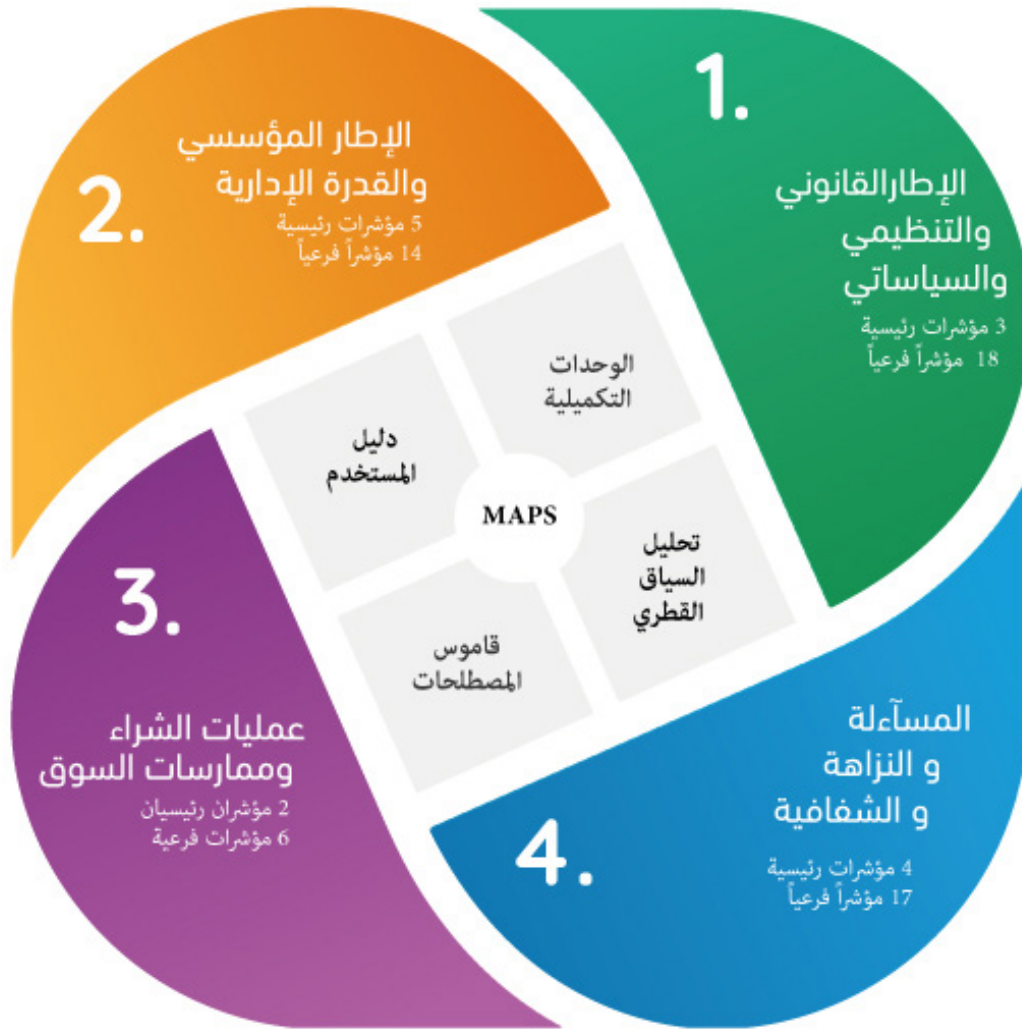 1.
الإطارالقانوني
والتنظيمي
والسياساتي
3 مؤشرات رئيسية
18 مؤشراً فرعياً
2.
الإطار المؤسسي
والقدرة الإدارية
5 مؤشرات رئيسية
14 مؤشراً فرعياً
3.
عمليات الشراء
وممارسات السوق
2 مؤشران رئيسيان
6 مؤشرات فرعية
4.
المسآءلة
و النزاهة
و الشغافية
4 مؤشرات رئيسية
17 مؤشراً فرعياً
الوحدات
التكميلية
دليل
المستخدم
MAPS
تحليل
السياق
القطري
قاموس
المصطلحات